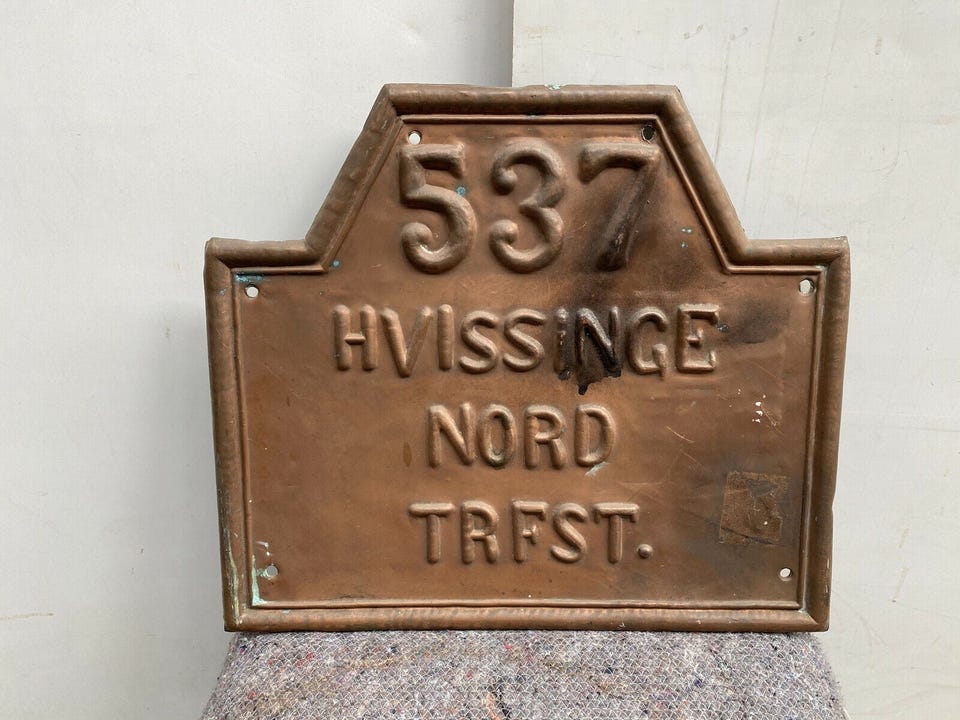 537
HVISSINGE
NORD
TRFST.